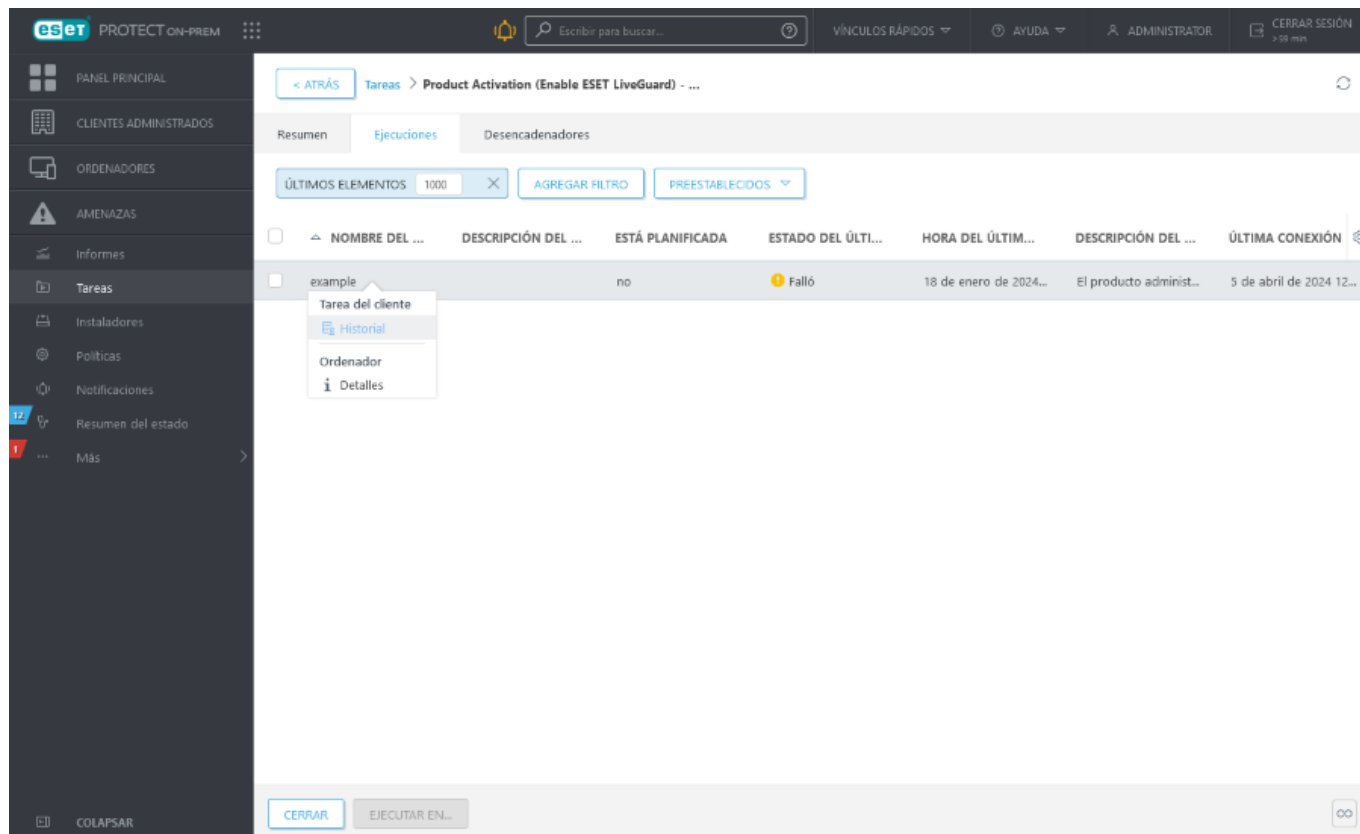 eset PROTECT ON-PREM
Escribir para buscar...
VÍNCULOS RÁPIDOS
AYUDA
ADMINISTRATOR
CERRAR SESIÓN
> 59 min
PANEL PRINCIPAL
CLIENTES ADMINISTRADOS
ORDENADORES
AMENAZAS
Informes
Tareas
Instaladores
Políticas
Notificaciones
12
Resumen del estado
1
Más
COLAPSAR
< ATRÁS Tareas > Product Activation (Enable ESET LiveGuard) - ...
Resumen Ejecuciones Desencadenadores
ÚLTIMOS ELEMENTOS 1000 AGREGAR FILTRO PREESTABLECIDOS
NOMBRE DEL ... DESCRIPCIÓN DEL ... ESTÁ PLANIFICADA ESTADO DEL ÚLTI... HORA DEL ÚLTIM... DESCRIPCIÓN DEL ... ÚLTIMA CONEXIÓN
example no Falló 18 de enero de 2024... El producto administ... 5 de abril de 2024 12...
Tarea del cliente
Historial
Ordenador
Detalles
CERRAR EJECUTAR EN...